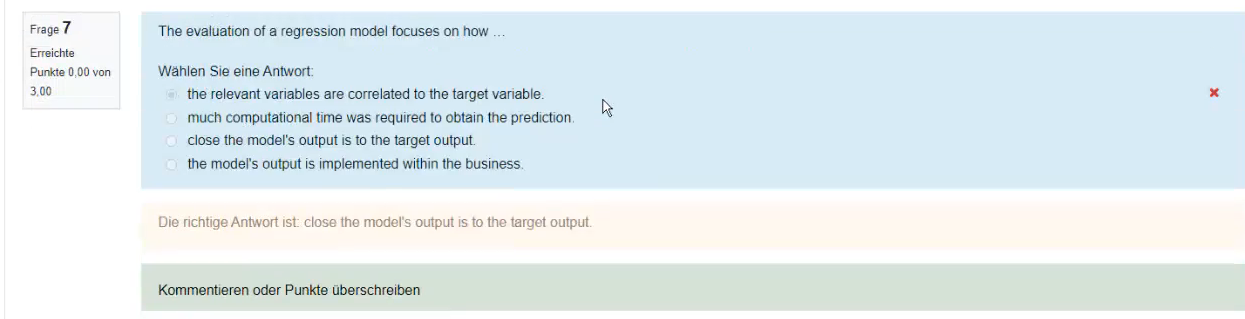 Frage 7
Erreichte
Punkte 0,00 von
3,00
The evaluation of a regression model focuses on how ...
Wählen Sie eine Antwort:
the relevant variables are correlated to the target variable.
much computational time was required to obtain the prediction.
close the model's output is to the target output.
the model's output is implemented within the business.
Die richtige Antwort ist: close the model's output is to the target output.
Kommentieren oder Punkte überschreiben